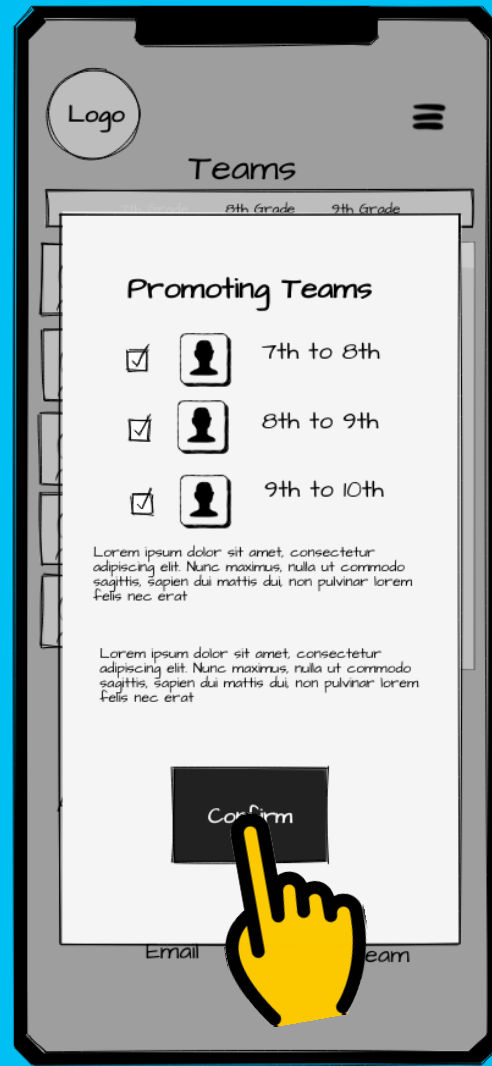 Logo
Teams
7th Grade 8th Grade 9th Grade
Promoting Teams
7th to 8th
8th to 9th
9th to 10th
Lorem ipsum dolor sit amet, consectetur
adipiscing elit. Nunc maximus, nulla ut commodo
sagittis, sapien dui mattis dui, non pulvinar lorem
felis nec erat
Lorem ipsum dolor sit amet, consectetur
adipiscing elit. Nunc maximus, nulla ut commodo
sagittis, sapien dui mattis dui, non pulvinar lorem
felis nec erat
Confirm
Email eam